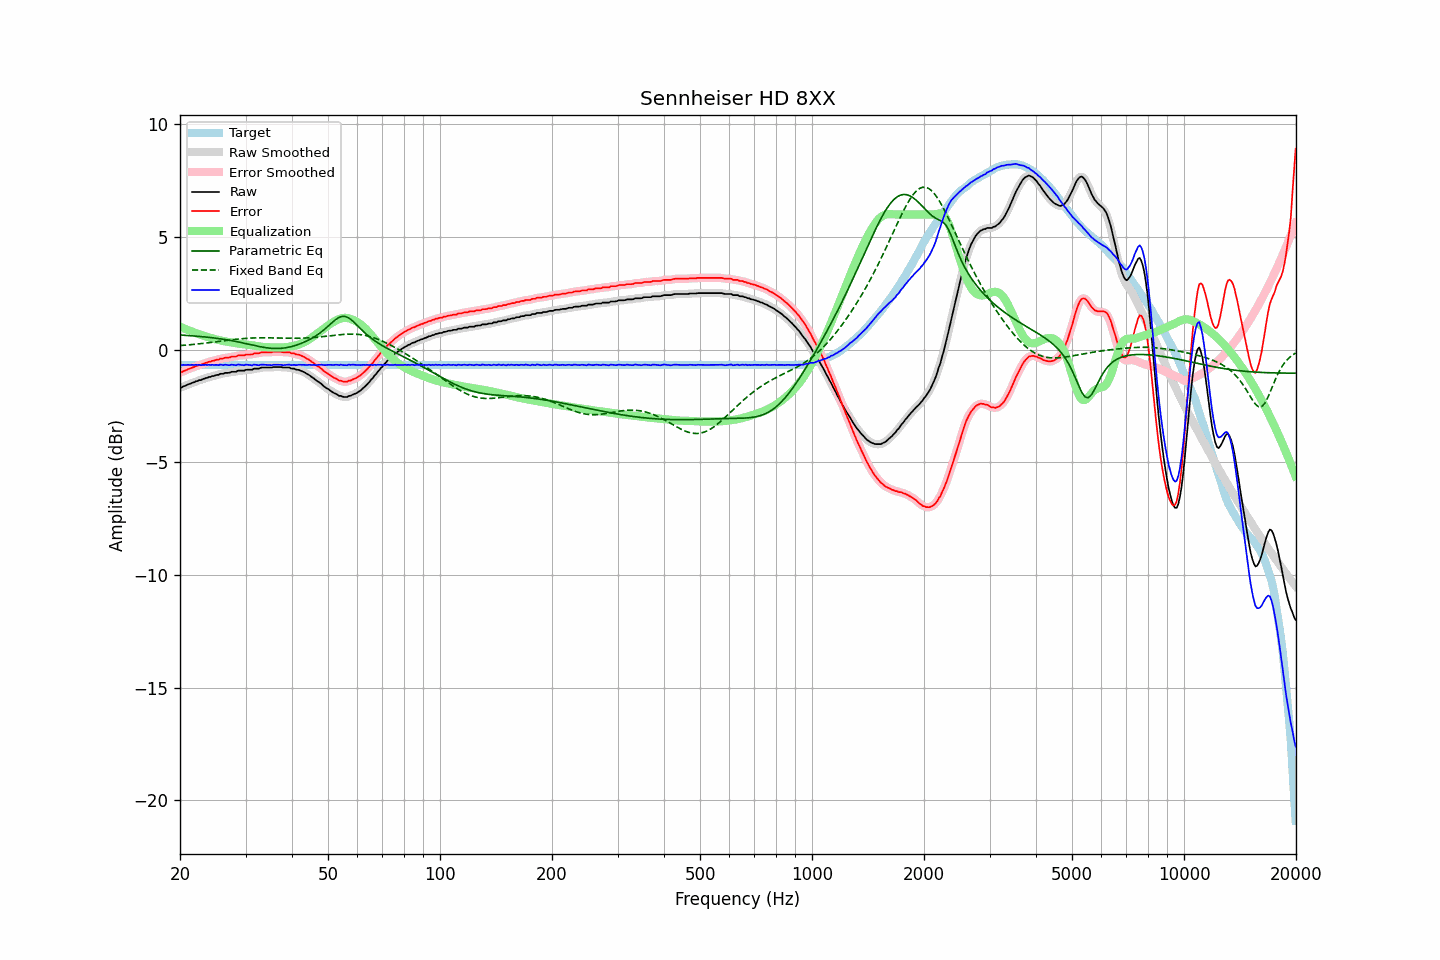 Sennheiser HD 8XX
Target
Raw Smoothed
Error Smoothed
Raw
Error
Equalization
Parametric Eq
Fixed Band Eq
Equalized
10
5
0
−5
−10
−15
−20
Amplitude (dBr)
20 50 100 200 500 1000 2000 5000 10000 20000
Frequency (Hz)